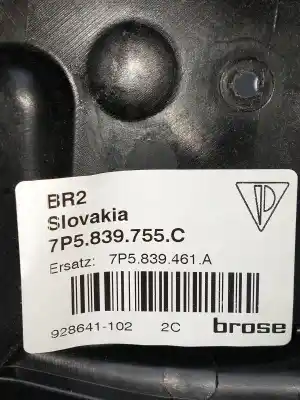 BR2
Slovakia
7P5.839.755.C
Ersatz: 7P5.839.461.A
928641-102 2C brose